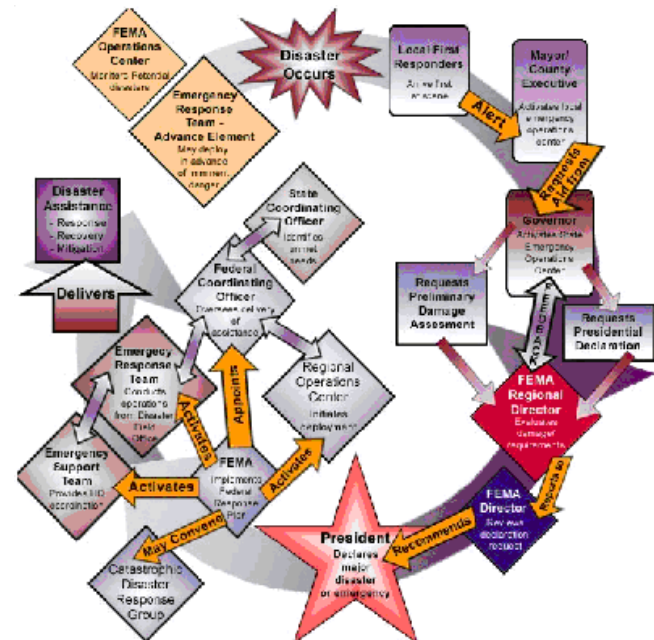 FEMA
Operations
Center
Monitors Potential
disasters
Emergency
Response Team -
Advance Element
May deploy
in advance
of imminent
danger
Disaster
Occurs
Local First
Responders
Arrive first
at scene
Alert
Mayor/
County
Executive
Activates local
emergency
operations
center
Requests
Aid from
Governor
Activates State
Emergency
Operations
Center
Requests
Preliminary
Damage
Assesment
FEEDBACK
Requests
Presidential
Declaration
FEMA
Regional
Director
Evaluates
damage/
requirements
Reports to
FEMA
Director
Reviews
declaration
request
Recommends
President
Declares
major
disaster
or emergency
FEMA
Implements
Federal
Response
Plan
Appoints
Activates
Activates
Activates
May Convene
Catastrophic
Disaster
Response
Group
Regional
Operations
Center
Initiates
deployment
Federal
Coordinating
Officer
Oversees delivery
of
assistance
State
Coordinating
Officer
Identifies
unmet
needs
Emergecy
Response
Team
Conducts
operations
from Disaster
Field
Office
Emergency
Support
Team
Provides HQ
coordination
Delivers
Disaster
Assistance
- Response
- Recovery
- Mitigation